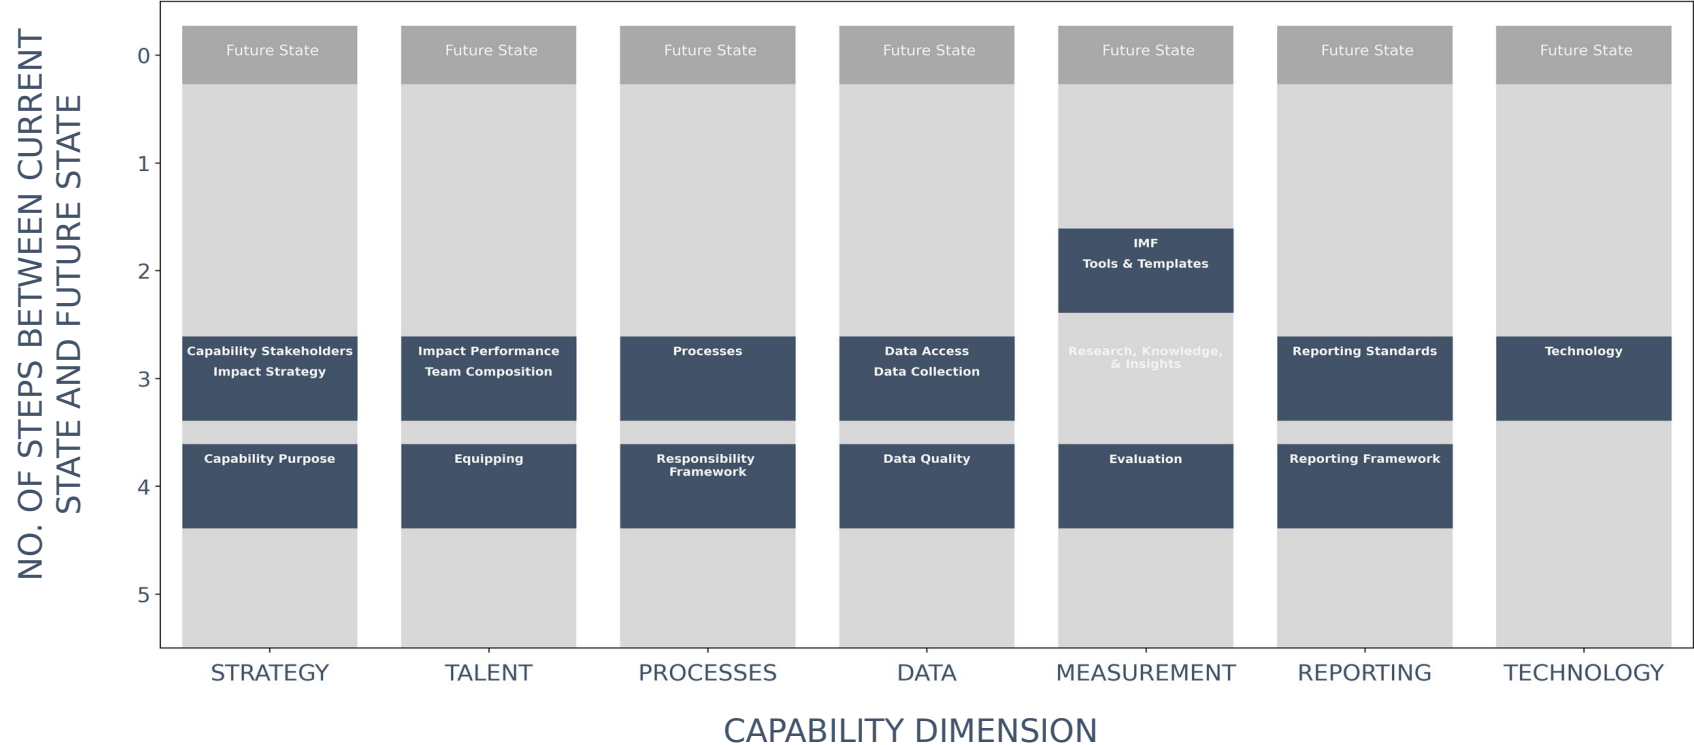 NO. OF STEPS BETWEEN CURRENT
STATE AND FUTURE STATE
0
1
2
3
4
5
Future State
Future State
Future State
Future State
Future State
Future State
Future State
IMF
Tools & Templates
Capability Stakeholders
Impact Strategy
Impact Performance
Team Composition
Processes
Data Access
Data Collection
Research, Knowledge,
& Insights
Reporting Standards
Technology
Capability Purpose
Equipping
Responsibility
Framework
Data Quality
Evaluation
Reporting Framework
STRATEGY
TALENT
PROCESSES
DATA
MEASUREMENT
REPORTING
TECHNOLOGY
CAPABILITY DIMENSION